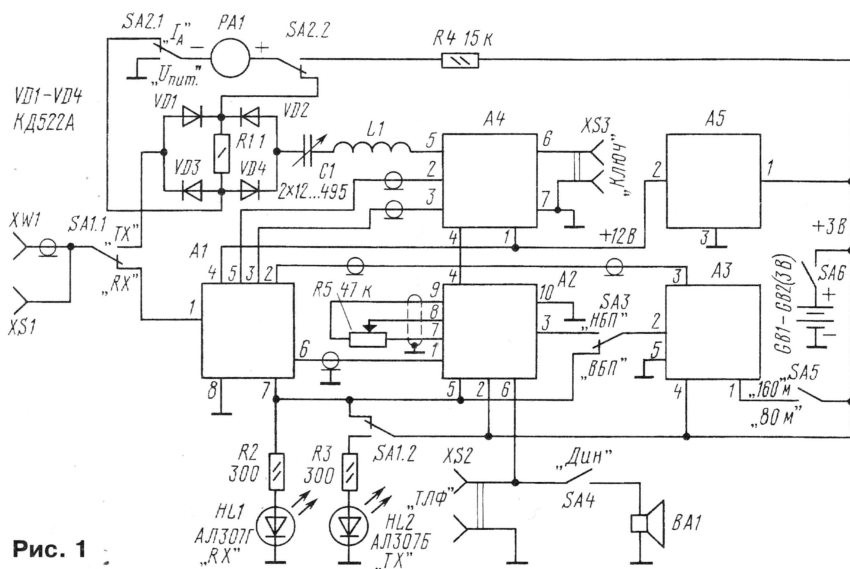 SA2.1
„IА"
„Uпит."
PA1
− +
SA2.2
R4 15 к
VD1-VD4
КД522А
VD1
VD2
R1 1
VD3
VD4
C1
2×12...495
L1
5
2
3
A4
6
7
4
1
XS3
„КЛЮЧ"
A5
2
1
3
+12В
+3В
SA6
GB1-GB2(3В)
+
−
XW1
XS1
SA1.1
„TX"
„RX"
A1
4 5 3 2
1
6
8
7
R5 47 к
4
A2
9
8
7
1
10
3
5 2 6
SA3
„НБП"
„ВБП"
3
A3
2
5
4
1
„160 м"
„80 м"
SA5
R2
300
R3
300
SA1.2
HL1
АЛ307Г
„RX"
HL2
АЛ307Б
„TX"
XS2
„ТЛФ"
„Дин"
SA4
BA1
Рис. 1